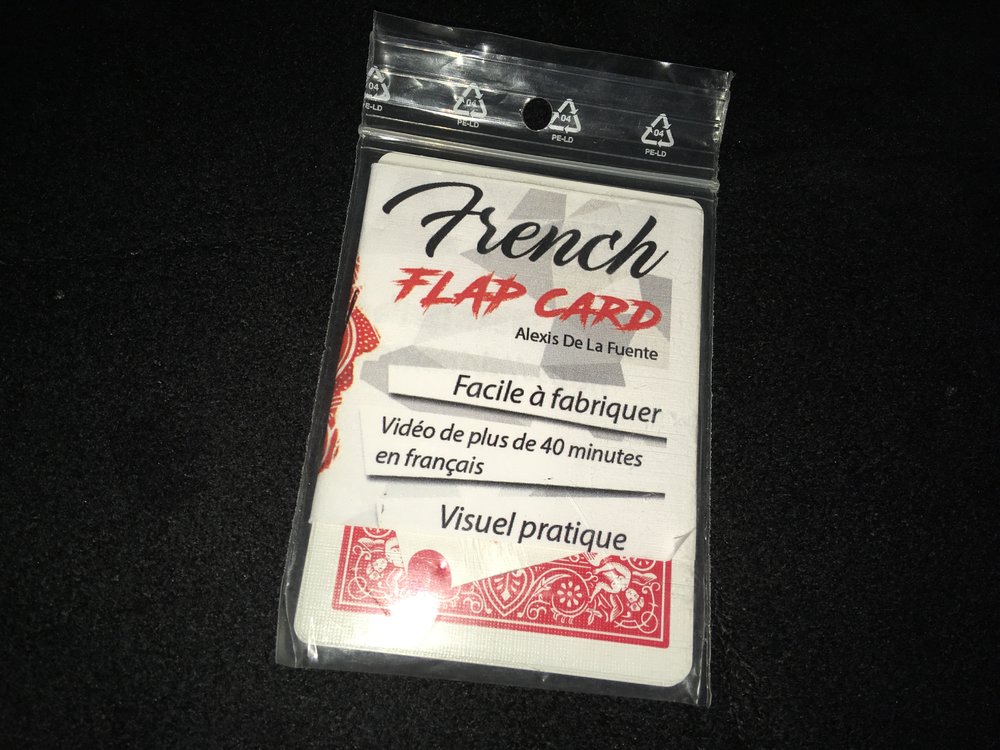 04 04 04 04
PE-LD PE-LD PE-LD PE-LD
French
FLAP CARD
Alexis De La Fuente
Facile à fabriquer
Vidéo de plus de 40 minutes
en français
Visuel pratique